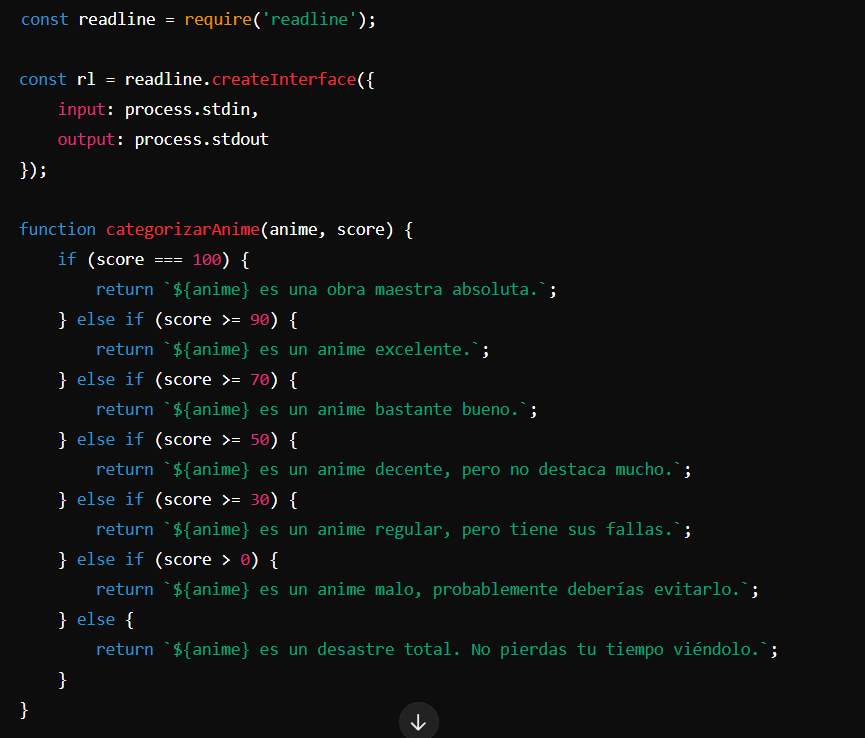 const readline = require('readline');
const rl = readline.createInterface({
    input: process.stdin,
    output: process.stdout
});
function categorizarAnime(anime, score) {
    if (score === 100) {
        return `${anime} es una obra maestra absoluta.`;
    } else if (score >= 90) {
        return `${anime} es un anime excelente.`;
    } else if (score >= 70) {
        return `${anime} es un anime bastante bueno.`;
    } else if (score >= 50) {
        return `${anime} es un anime decente, pero no destaca mucho.`;
    } else if (score >= 30) {
        return `${anime} es un anime regular, pero tiene sus fallas.`;
    } else if (score > 0) {
        return `${anime} es un anime malo, probablemente deberías evitarlo.`;
    } else {
        return `${anime} es un desastre total. No pierdas tu tiempo viéndolo.`;
    }
}